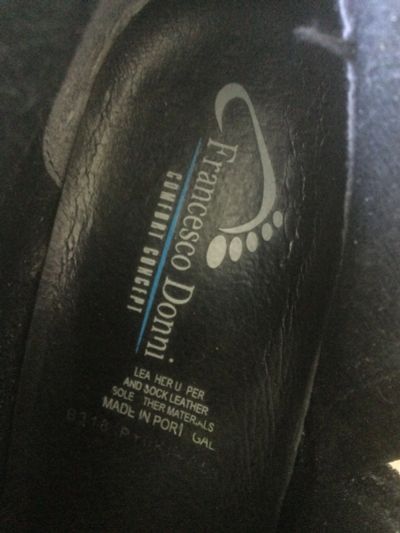 Francesco Donni
COMFORT CONCEPT
LEA HER U PER
AND SOCK LEATHER
SOLE THER MATERIALS
MADE IN PORT GAL